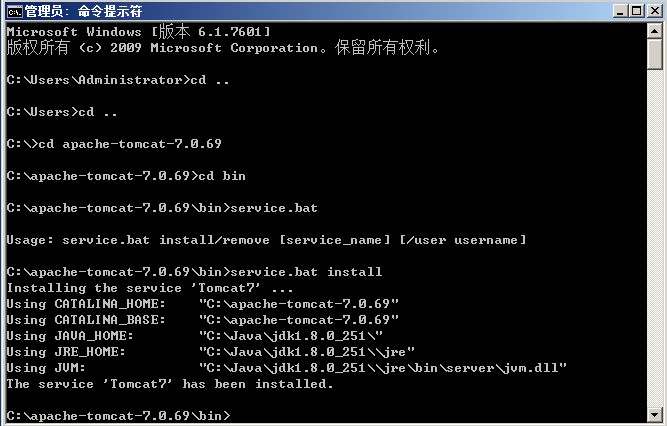 管理员: 命令提示符
Microsoft Windows [版本 6.1.7601]
版权所有 (c) 2009 Microsoft Corporation。保留所有权利。
C:\Users\Administrator>cd ..
C:\Users>cd ..
C:\>cd apache-tomcat-7.0.69
C:\apache-tomcat-7.0.69>cd bin
C:\apache-tomcat-7.0.69\bin>service.bat
Usage: service.bat install/remove [service_name] [/user username]
C:\apache-tomcat-7.0.69\bin>service.bat install
Installing the service 'Tomcat7' ...
Using CATALINA_HOME:    "C:\apache-tomcat-7.0.69"
Using CATALINA_BASE:    "C:\apache-tomcat-7.0.69"
Using JAVA_HOME:        "C:\Java\jdk1.8.0_251\"
Using JRE_HOME:         "C:\Java\jdk1.8.0_251\\jre"
Using JVM:              "C:\Java\jdk1.8.0_251\\jre\bin\server\jvm.dll"
The service 'Tomcat7' has been installed.
C:\apache-tomcat-7.0.69\bin>